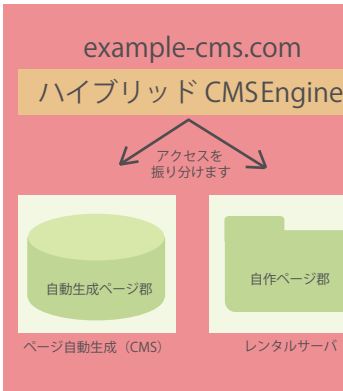 example-cms.com
ハイブリッド CMSEngine
アクセスを
振り分けます
自動生成ページ郡
自作ページ郡
ページ自動生成（CMS）
レンタルサーバ